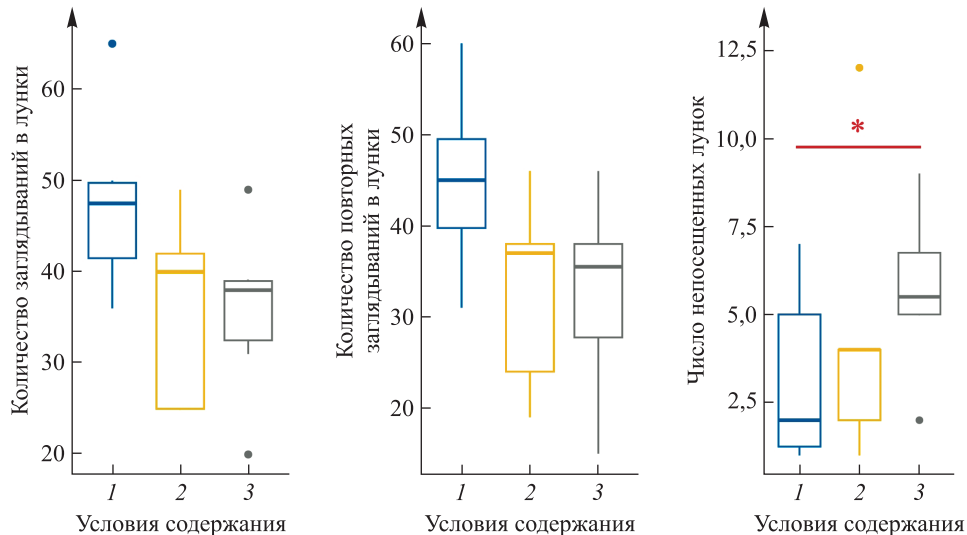 Количество заглядываний в лунки
60
50
40
30
20
1 2 3
Условия содержания
Количество повторных
заглядываний в лунки
60
50
40
30
20
1 2 3
Условия содержания
Число непосещенных лунок
12,5
10,0
7,5
5,0
2,5
*
1 2 3
Условия содержания